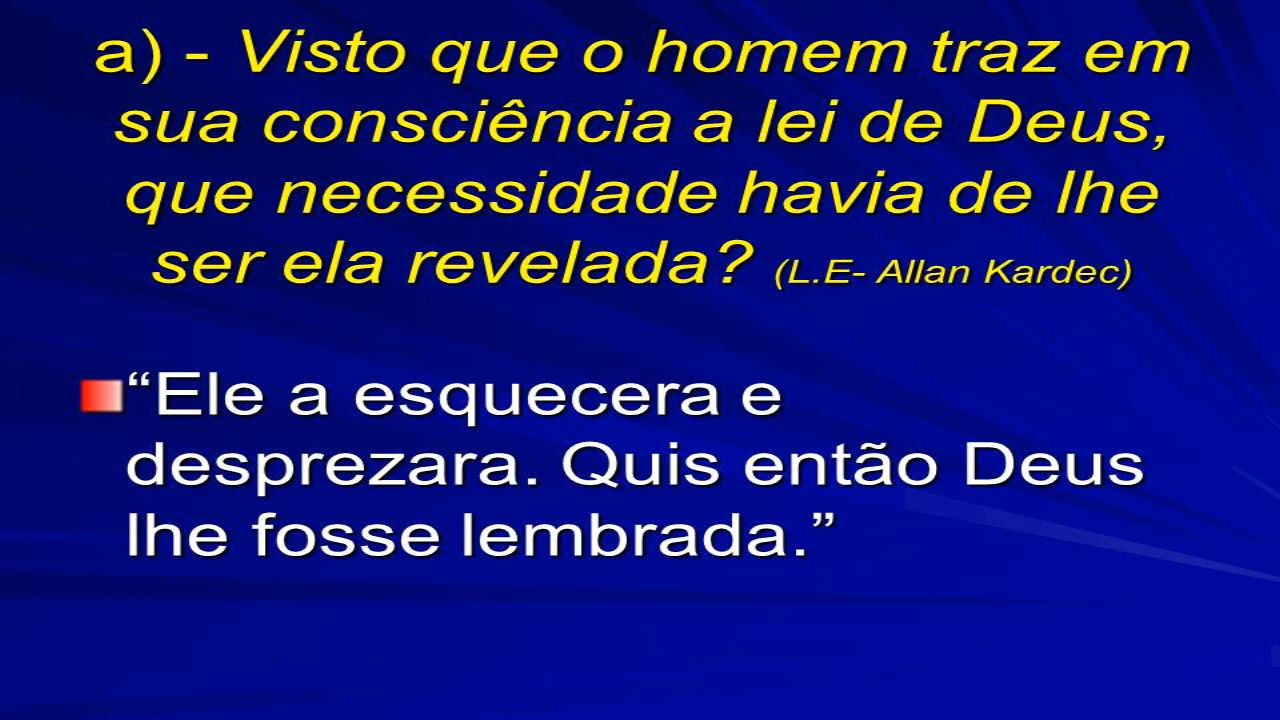 a) - Visto que o homem traz em
sua consciência a lei de Deus,
que necessidade havia de lhe
ser ela revelada? (L.E- Allan Kardec)
“Ele a esquecera e
desprezara. Quis então Deus
lhe fosse lembrada.”